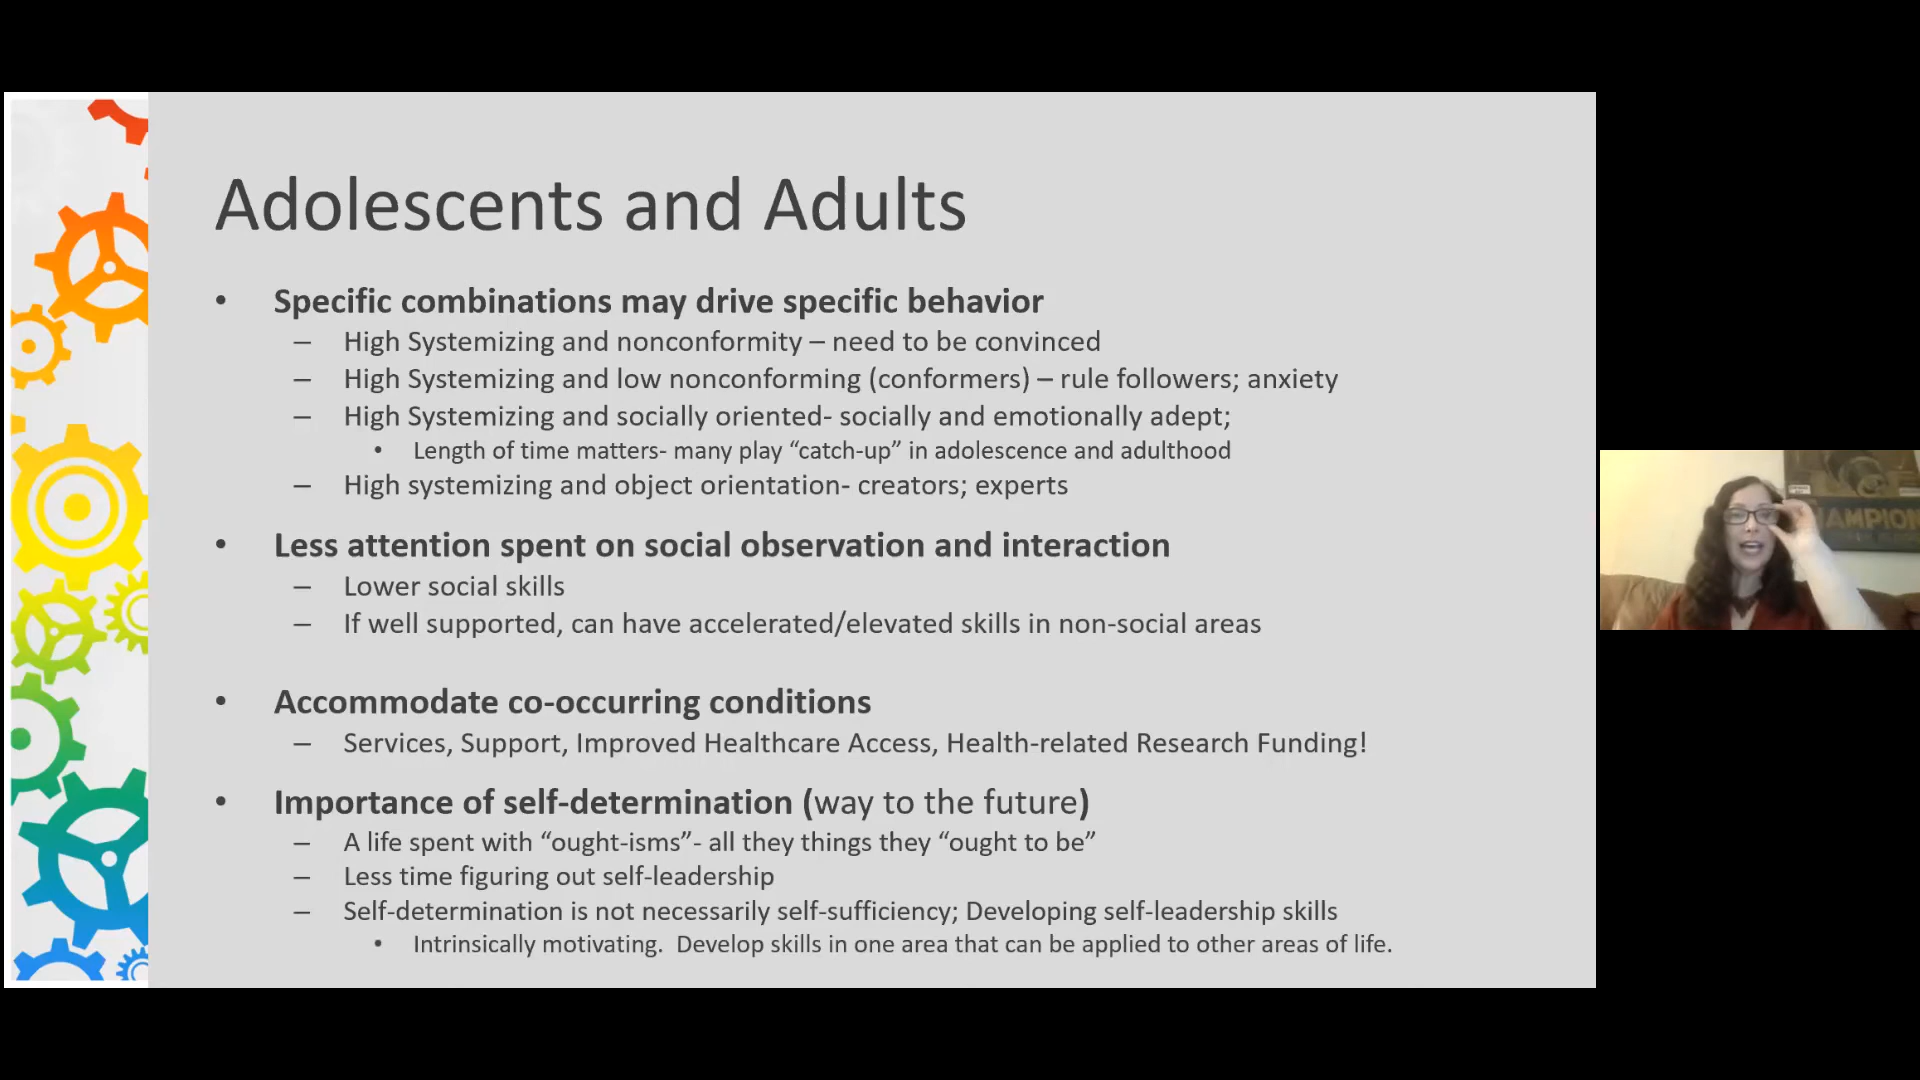 Adolescents and Adults
• Specific combinations may drive specific behavior
– High Systemizing and nonconformity – need to be convinced
– High Systemizing and low nonconforming (conformers) – rule followers; anxiety
– High Systemizing and socially oriented- socially and emotionally adept;
• Length of time matters- many play “catch-up” in adolescence and adulthood
– High systemizing and object orientation- creators; experts
• Less attention spent on social observation and interaction
– Lower social skills
– If well supported, can have accelerated/elevated skills in non-social areas
• Accommodate co-occurring conditions
– Services, Support, Improved Healthcare Access, Health-related Research Funding!
• Importance of self-determination (way to the future)
– A life spent with “ought-isms”- all they things they “ought to be”
– Less time figuring out self-leadership
– Self-determination is not necessarily self-sufficiency; Developing self-leadership skills
• Intrinsically motivating.  Develop skills in one area that can be applied to other areas of life.
AMPION